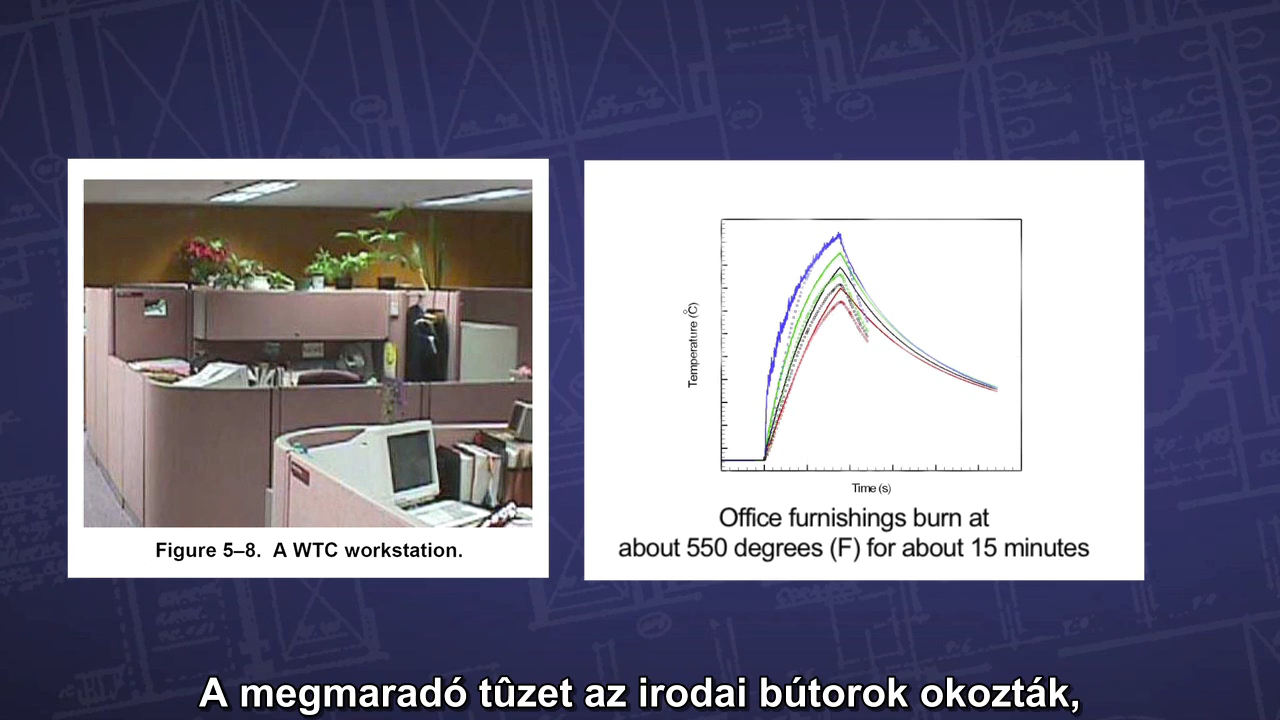 Temperature (°C)
Time (s)
Figure 5–8. A WTC workstation.
Office furnishings burn at
about 550 degrees (F) for about 15 minutes
A megmaradó tûzet az irodai bútorok okozták,